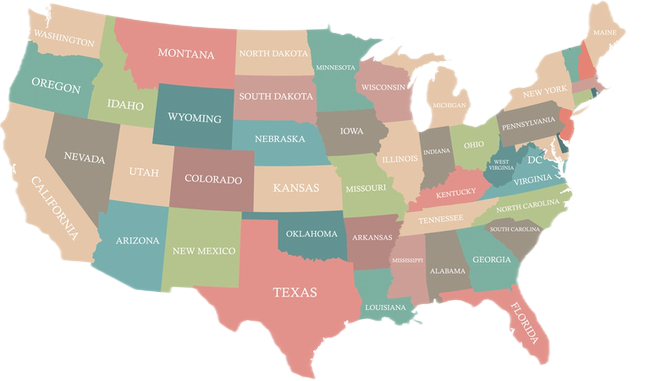 WASHINGTON
MONTANA
NORTH DAKOTA
MINNESOTA
MAINE
OREGON
IDAHO
SOUTH DAKOTA
WISCONSIN
MICHIGAN
NEW YORK
WYOMING
NEBRASKA
IOWA
PENNSYLVANIA
NEVADA
UTAH
COLORADO
KANSAS
MISSOURI
ILLINOIS
INDIANA
OHIO
WEST
VIRGINIA
DC
VIRGINIA
KENTUCKY
CALIFORNIA
ARIZONA
NEW MEXICO
OKLAHOMA
ARKANSAS
TENNESSEE
NORTH CAROLINA
SOUTH CAROLINA
TEXAS
LOUISIANA
MISSISSIPPI
ALABAMA
GEORGIA
FLORIDA